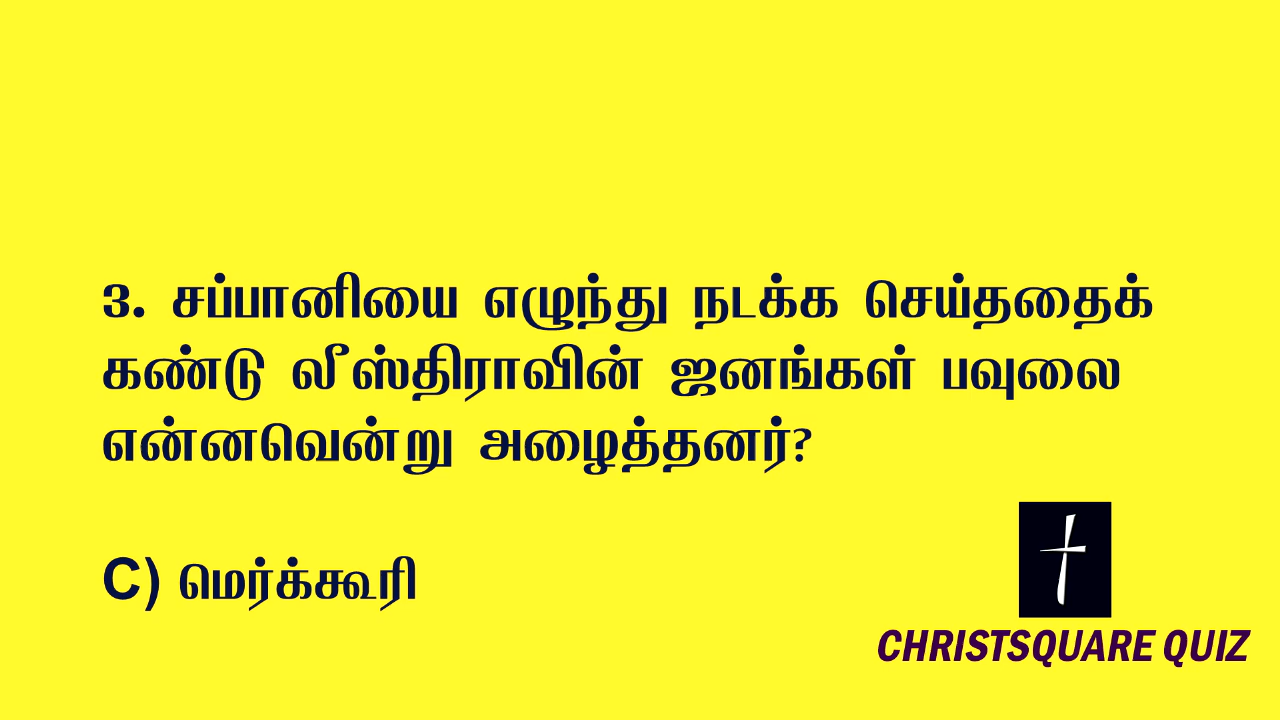 3. சப்பானியை எழுந்து நடக்க செய்ததைக்
கண்டு லீஸ்திராவின் ஜனங்கள் பவுலை
என்னவென்று அழைத்தனர்?
C) மெர்க்கூரி
CHRISTSQUARE QUIZ